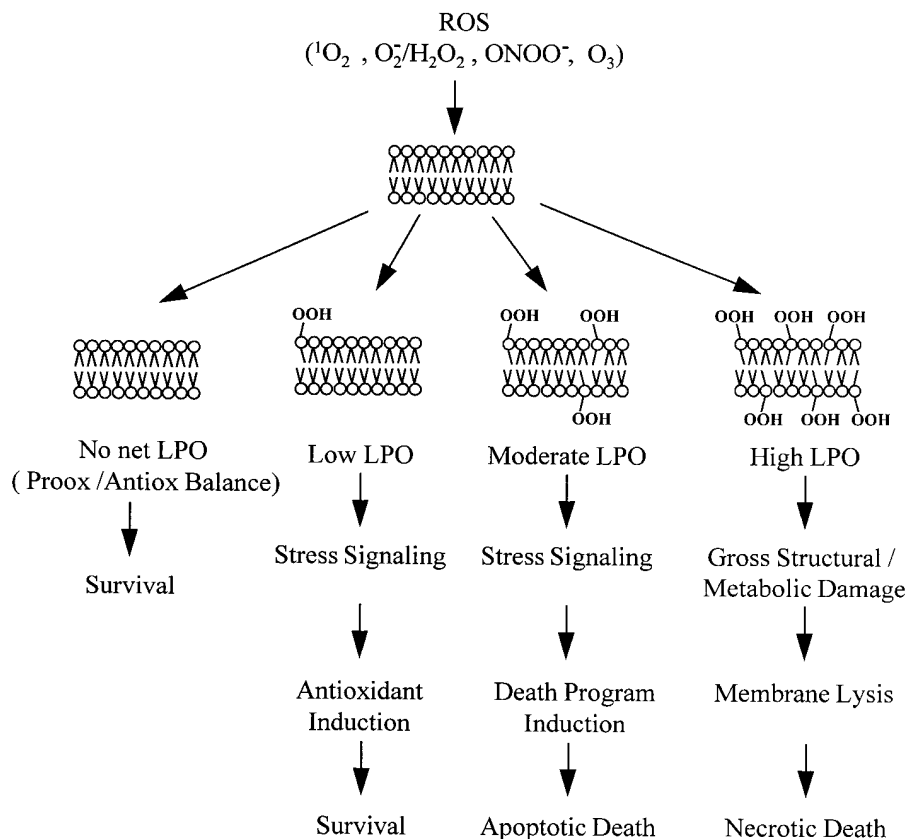 ROS
(¹O₂ , O₂⁻/H₂O₂ , ONOO⁻, O₃)
OOH
OOH OOH
OOH OOH OOH
OOH
OOH OOH OOH
No net LPO
( Proox /Antiox Balance)
Survival
Low LPO
Stress Signaling
Antioxidant
Induction
Survival
Moderate LPO
Stress Signaling
Death Program
Induction
Apoptotic Death
High LPO
Gross Structural /
Metabolic Damage
Membrane Lysis
Necrotic Death